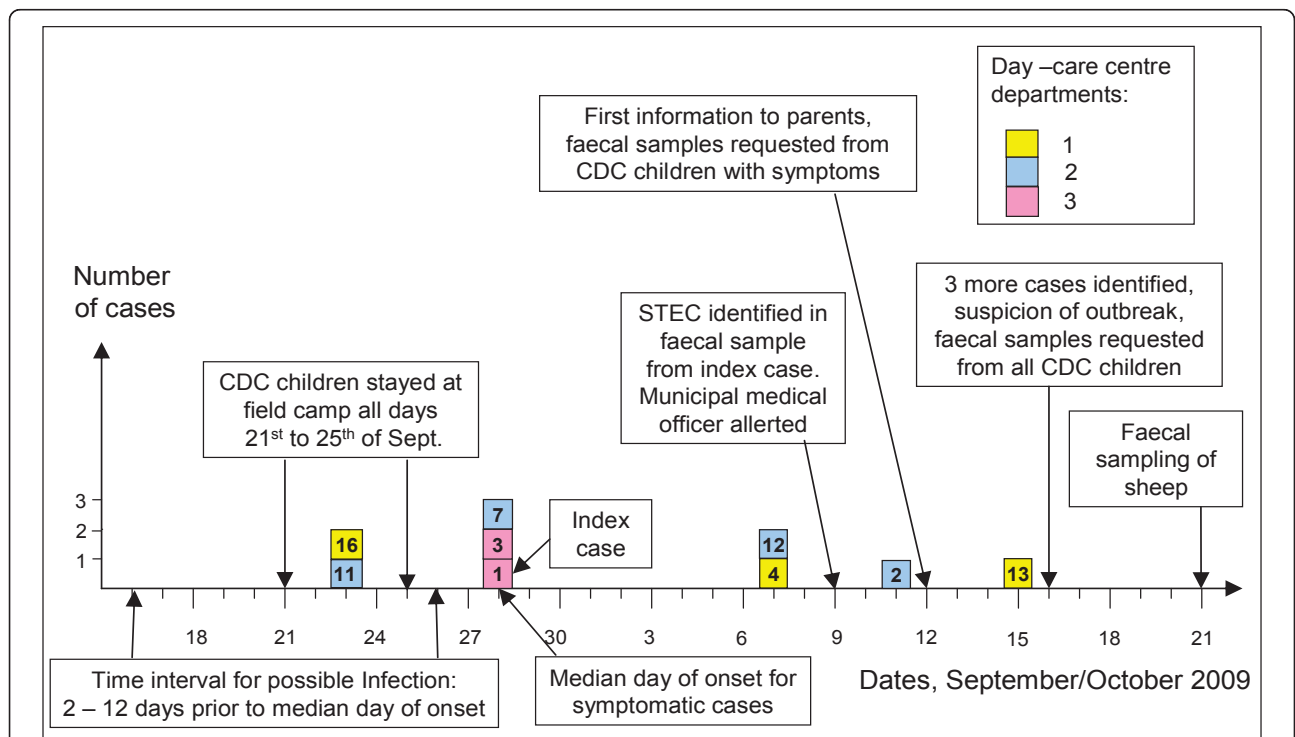 Day –care centre
departments:
1
2
3
First information to parents,
faecal samples requested from
CDC children with symptoms
Number
of cases
STEC identified in
faecal sample
from index case.
Municipal medical
officer allerted
3 more cases identified,
suspicion of outbreak,
faecal samples requested
from all CDC children
CDC children stayed at
field camp all days
21st to 25th of Sept.
Faecal
sampling of
sheep
Index
case
3
2
1
16
11
7
3
1
12
4
2
13
18 21 24 27 30 3 6 9 12 15 18 21
Time interval for possible Infection:
2 – 12 days prior to median day of onset
Median day of onset for
symptomatic cases
Dates, September/October 2009